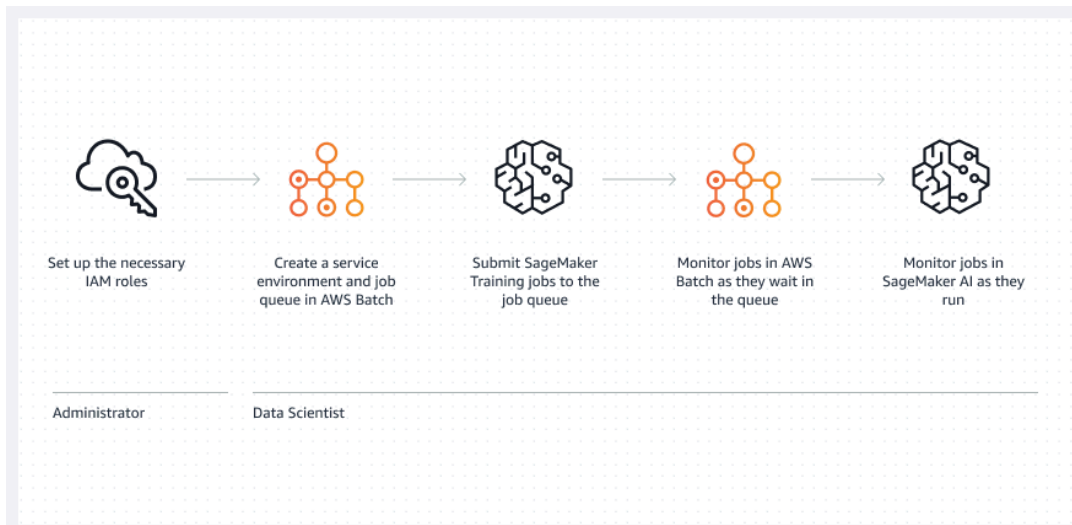 Set up the necessary
IAM roles
Create a service
environment and job
queue in AWS Batch
Submit SageMaker
Training jobs to the
job queue
Monitor jobs in AWS
Batch as they wait in
the queue
Monitor jobs in
SageMaker AI as they
run
Administrator
Data Scientist